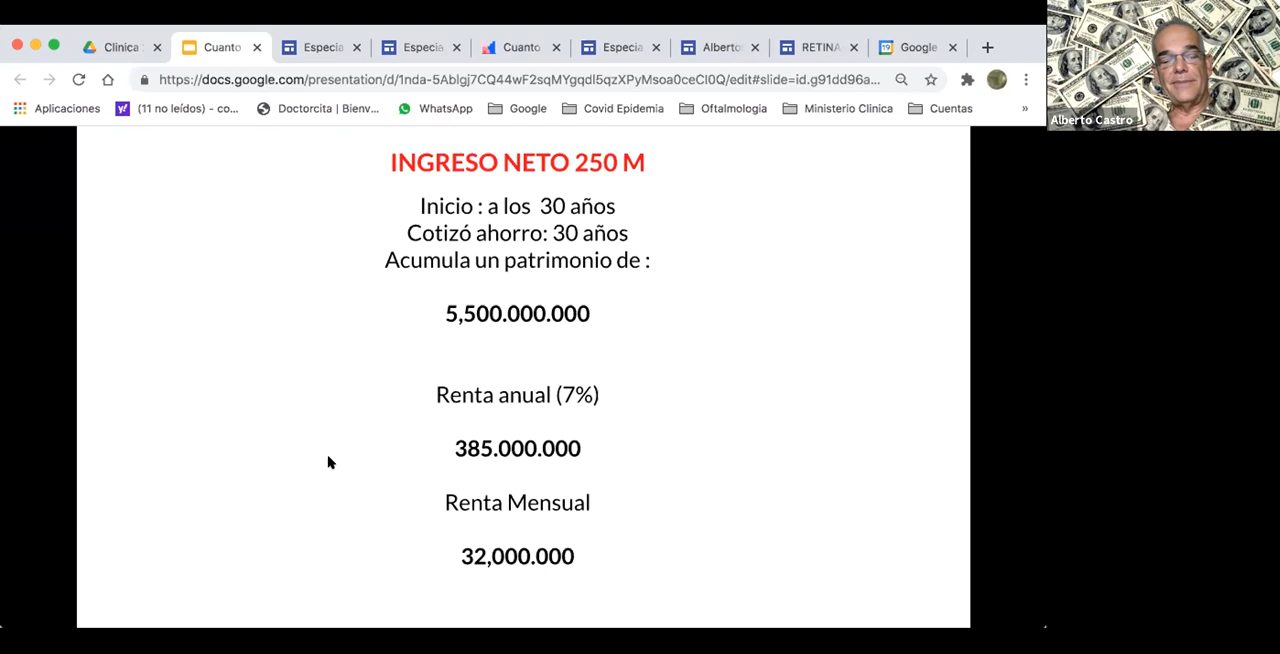 Clinica
Cuanto
Especia
Especia
Cuanto
Especia
Alberto
RETINA
Google
https://docs.google.com/presentation/d/1nda-5Ablgj7CQ44wF2sqMYgqdl5qzXPyMsoa0ceCl0Q/edit#slide=id.g91dd96a...
Aplicaciones
(11 no leídos) - co...
Doctorcita | Bienv...
WhatsApp
Google
Covid Epidemia
Oftalmologia
Ministerio Clinica
Cuentas
»
Alberto Castro
INGRESO NETO 250 M
Inicio : a los 30 años
Cotizó ahorro: 30 años
Acumula un patrimonio de :
5,500.000.000
Renta anual (7%)
385.000.000
Renta Mensual
32,000.000